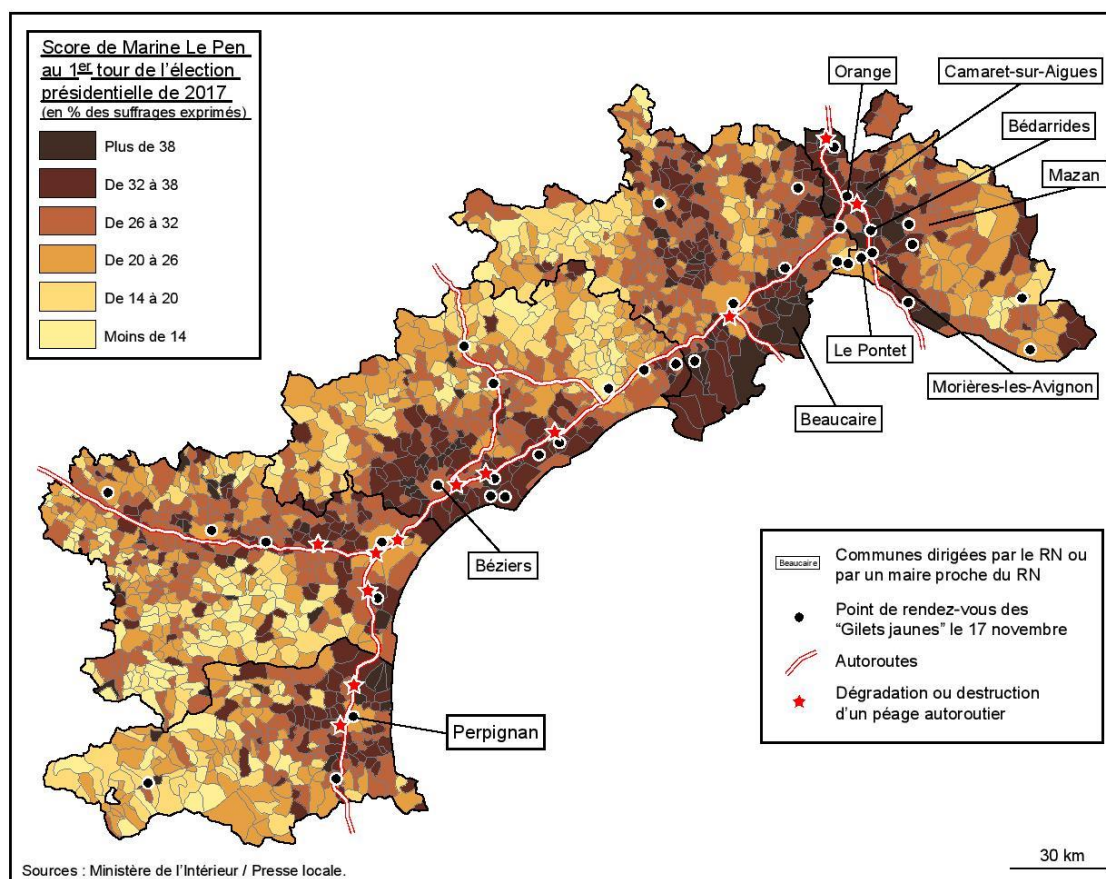 Score de Marine Le Pen
au 1er tour de l'élection
présidentielle de 2017
(en % des suffrages exprimés)
Plus de 38
De 32 à 38
De 26 à 32
De 20 à 26
De 14 à 20
Moins de 14
Orange
Camaret-sur-Aigues
Bédarrides
Mazan
Le Pontet
Morières-les-Avignon
Beaucaire
Béziers
Perpignan
Beaucaire
Communes dirigées par le RN ou
par un maire proche du RN
Point de rendez-vous des
“Gilets jaunes” le 17 novembre
Autoroutes
Dégradation ou destruction
d'un péage autoroutier
Sources : Ministère de l'Intérieur / Presse locale.
30 km